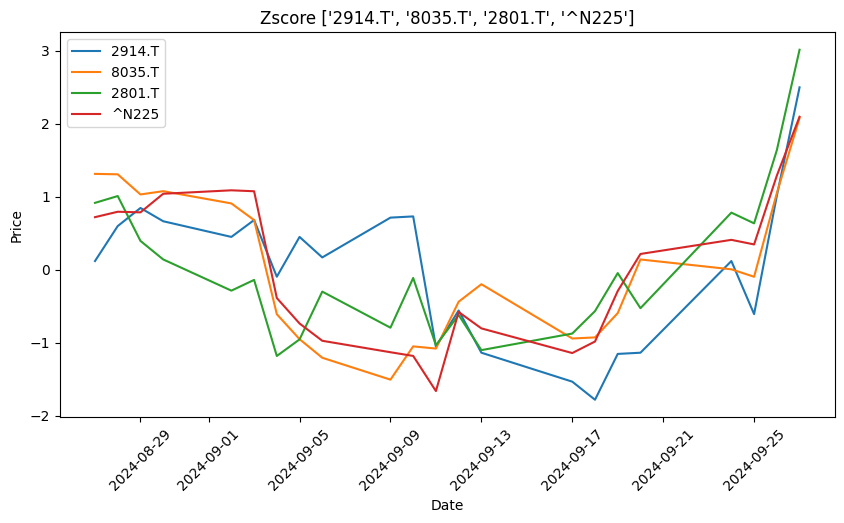 Zscore ['2914.T', '8035.T', '2801.T', '^N225']
2914.T
8035.T
2801.T
^N225
Price
3
2
1
0
−1
−2
2024-08-29
2024-09-01
2024-09-05
2024-09-09
2024-09-13
2024-09-17
2024-09-21
2024-09-25
Date